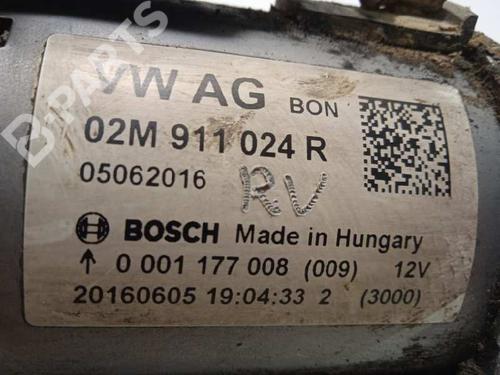 VW AG BON
02M 911 024 R
05062016 RV
BOSCH Made in Hungary
↑ 0 001 177 008 (009) 12V
20160605 19:04:33 2 (3000)